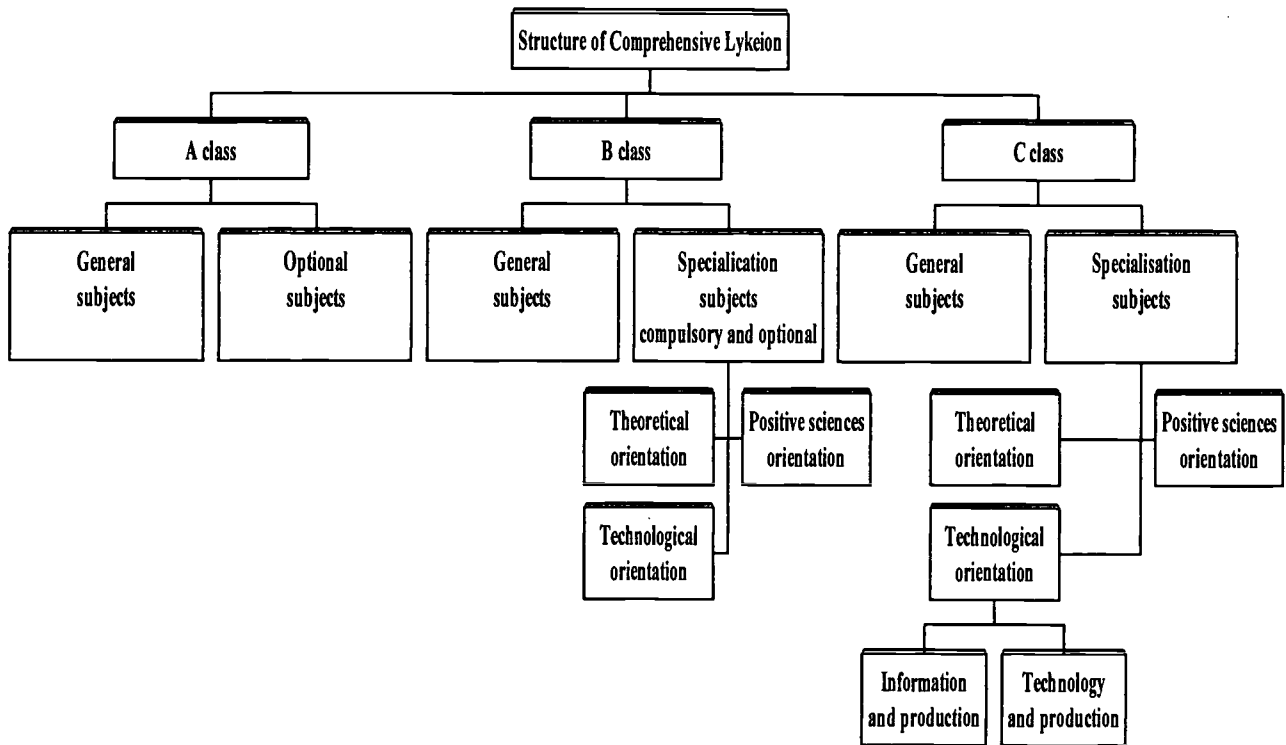 Structure of Comprehensive Lykeion
A class
B class
C class
General
subjects
Optional
subjects
General
subjects
Specialication
subjects
compulsory and optional
General
subjects
Specialisation
subjects
Theoretical
orientation
Positive sciences
orientation
Theoretical
orientation
Positive sciences
orientation
Technological
orientation
Technological
orientation
Information
and production
Technology
and production